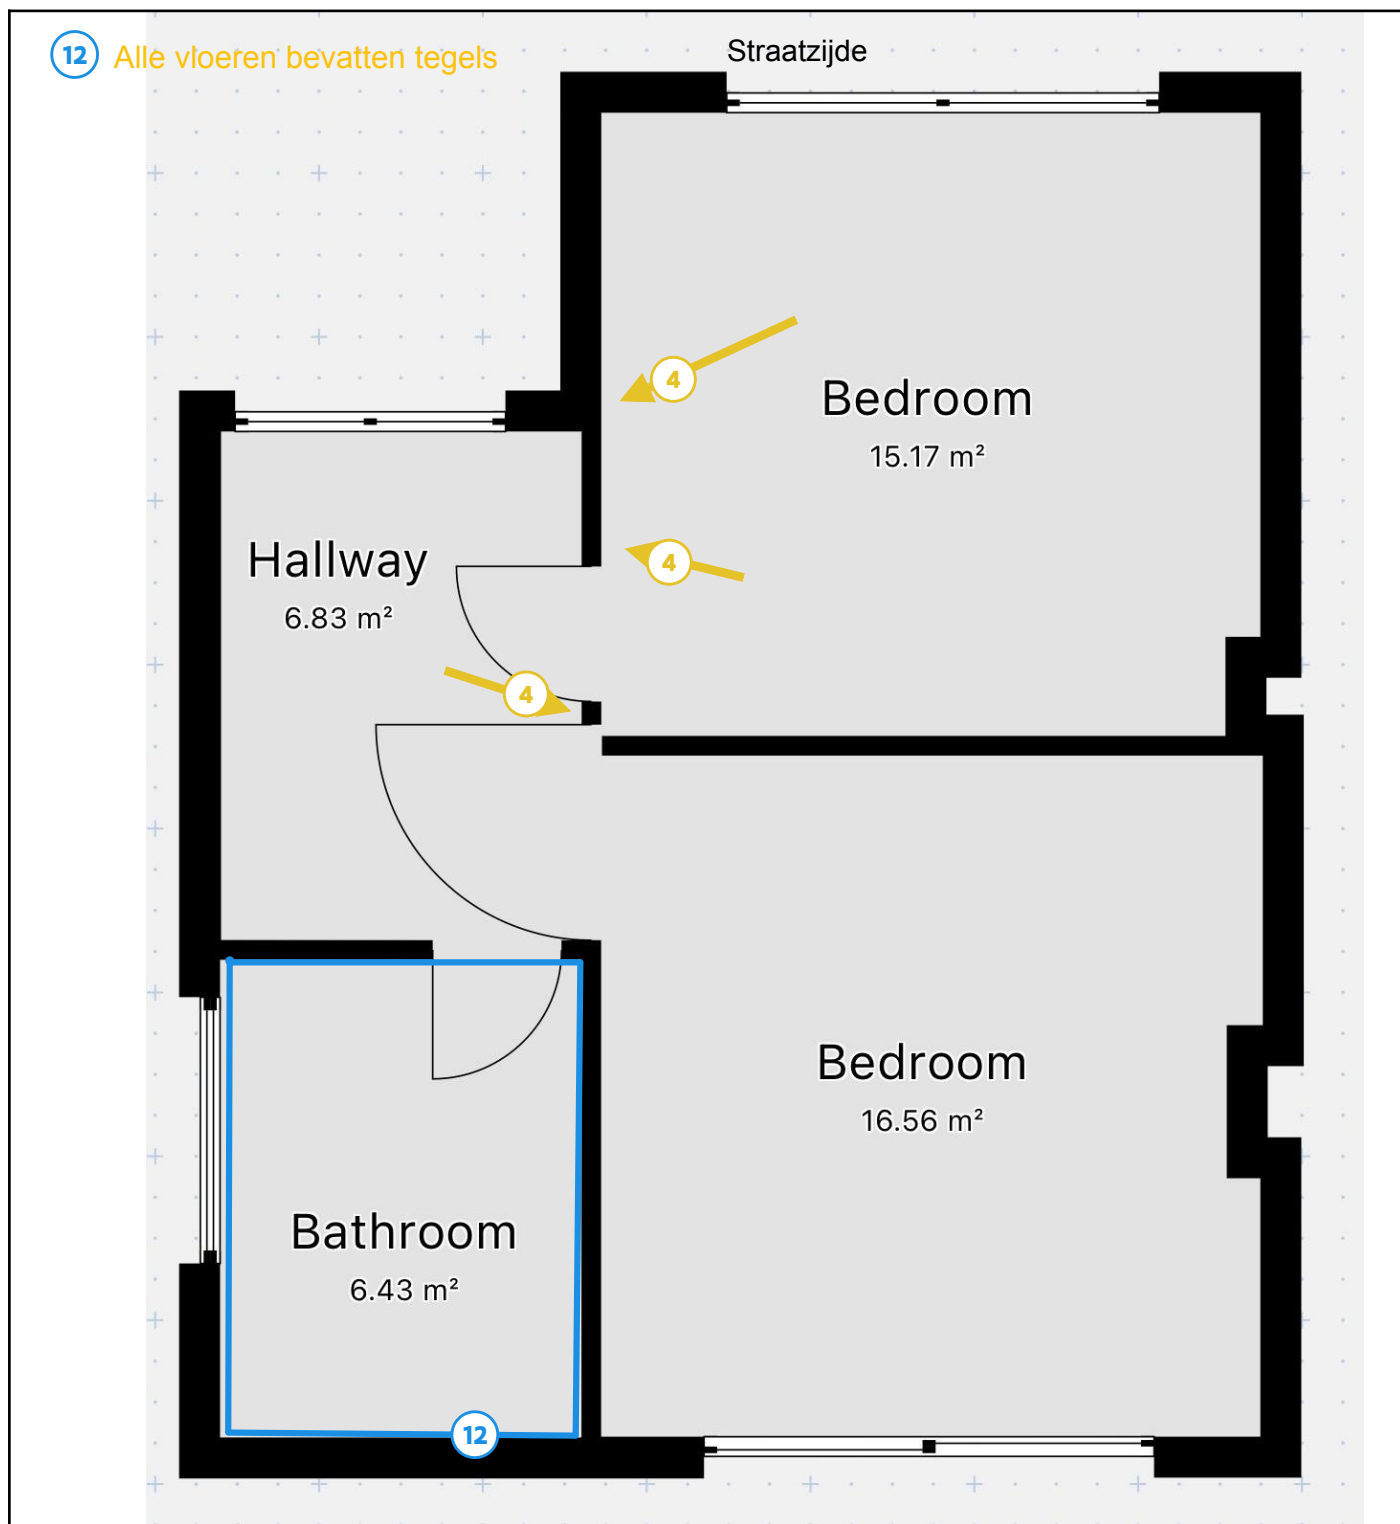 12 Alle vloeren bevatten tegels
Straatzijde
4
Bedroom
15.17 m²
Hallway
6.83 m²
4
4
Bedroom
16.56 m²
Bathroom
6.43 m²
12